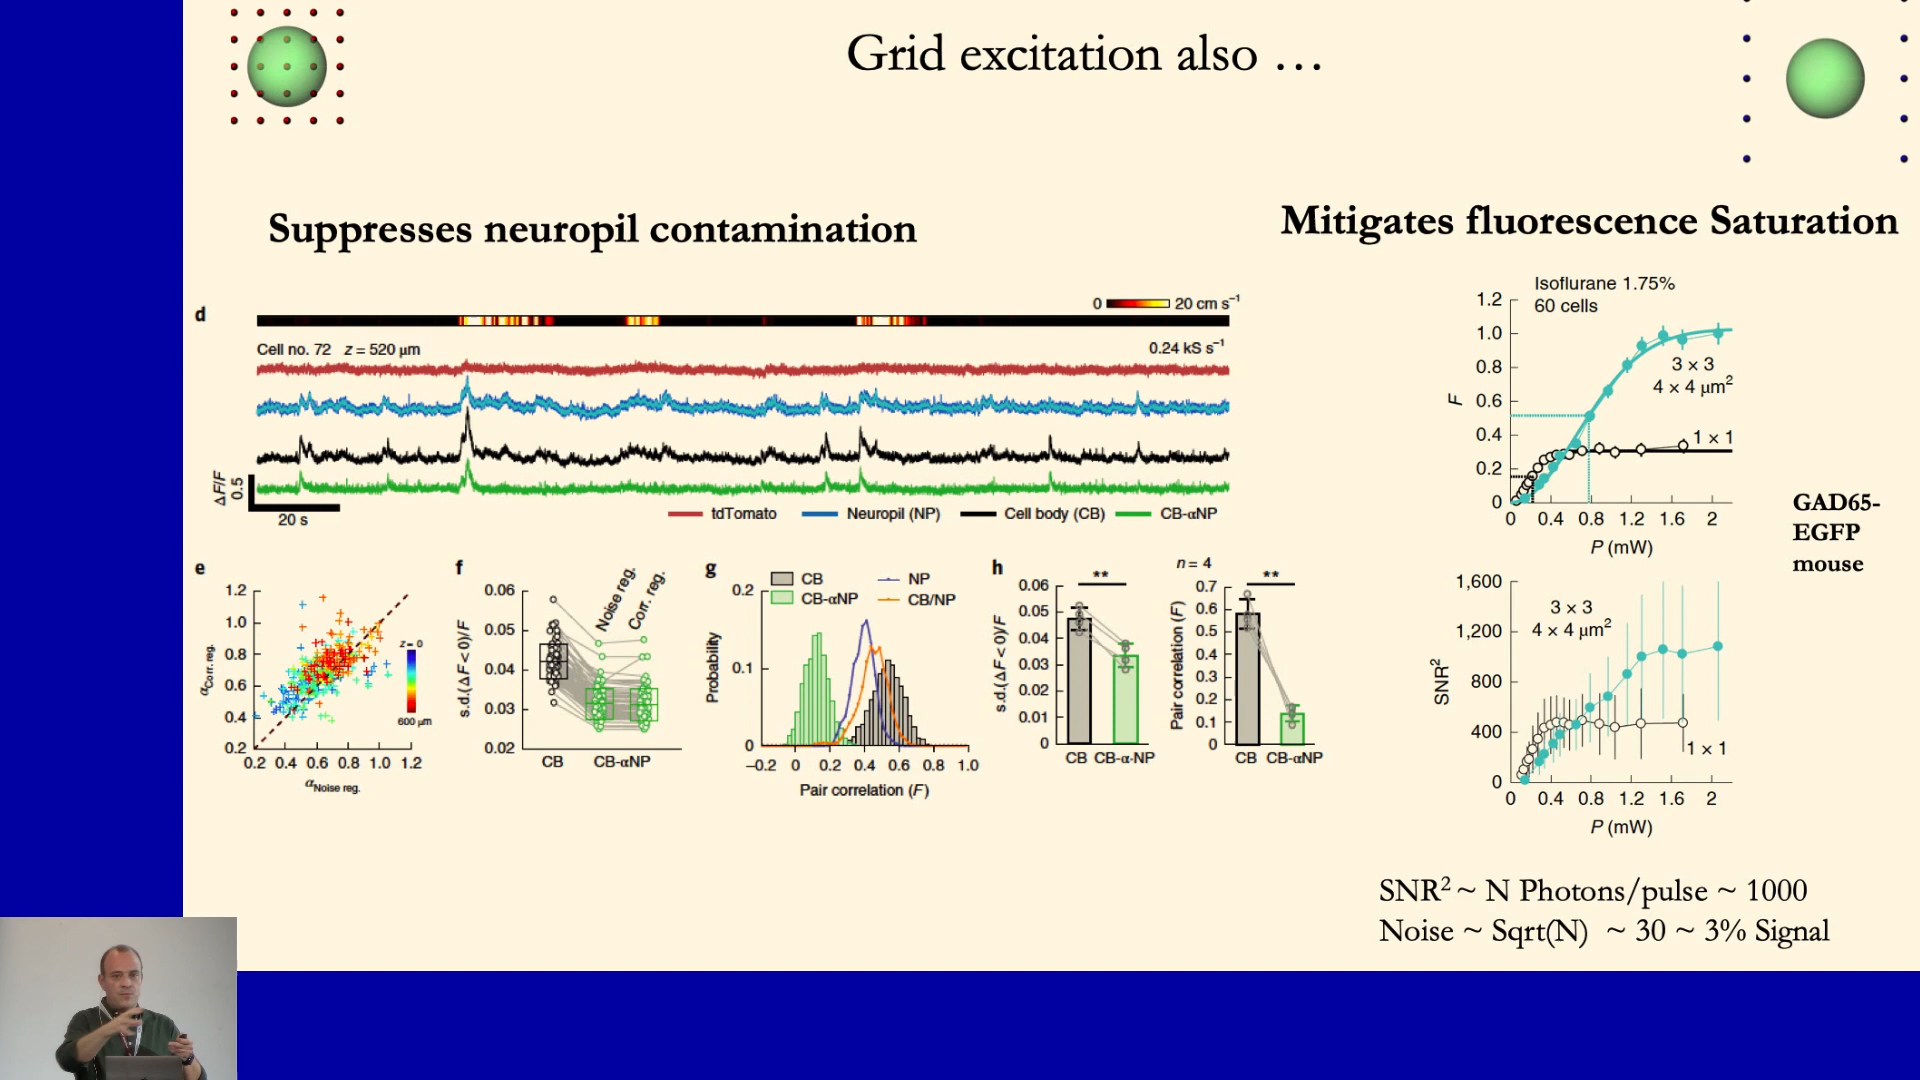 Grid excitation also …
Suppresses neuropil contamination
Mitigates fluorescence Saturation
d
0 20 cm s⁻¹
Cell no. 72 z = 520 µm
0.24 kS s⁻¹
ΔF/F
0.5
20 s
tdTomato Neuropil (NP) Cell body (CB) CB-αNP
e
1.2
1.0
0.8
0.6
0.4
0.2
αCorr. reg.
z = 0
600 µm
0.2 0.4 0.6 0.8 1.0 1.2
αNoise reg.
f
Noise reg.
Corr. reg.
0.06
0.05
0.04
0.03
0.02
s.d.(ΔF < 0)/F
CB CB-αNP
g
CB NP
CB-αNP CB/NP
0.2
0.1
0
Probability
–0.2 0 0.2 0.4 0.6 0.8 1.0
Pair correlation (F)
h
n = 4
**
0.06
0.05
0.04
0.03
0.02
0.01
0
s.d.(ΔF < 0)/F
CB CB-α-NP
**
0.7
0.6
0.5
0.4
0.3
0.2
0.1
0
Pair correlation (F)
CB CB-αNP
Isoflurane 1.75%
60 cells
1.2
1.0
0.8
0.6
0.4
0.2
0
F
3 × 3
4 × 4 µm²
1 × 1
0 0.4 0.8 1.2 1.6 2
P (mW)
GAD65-
EGFP
mouse
1,600
1,200
800
400
0
SNR²
3 × 3
4 × 4 µm²
1 × 1
0 0.4 0.8 1.2 1.6 2
P (mW)
SNR² ~ N Photons/pulse ~ 1000
Noise ~ Sqrt(N) ~ 30 ~ 3% Signal